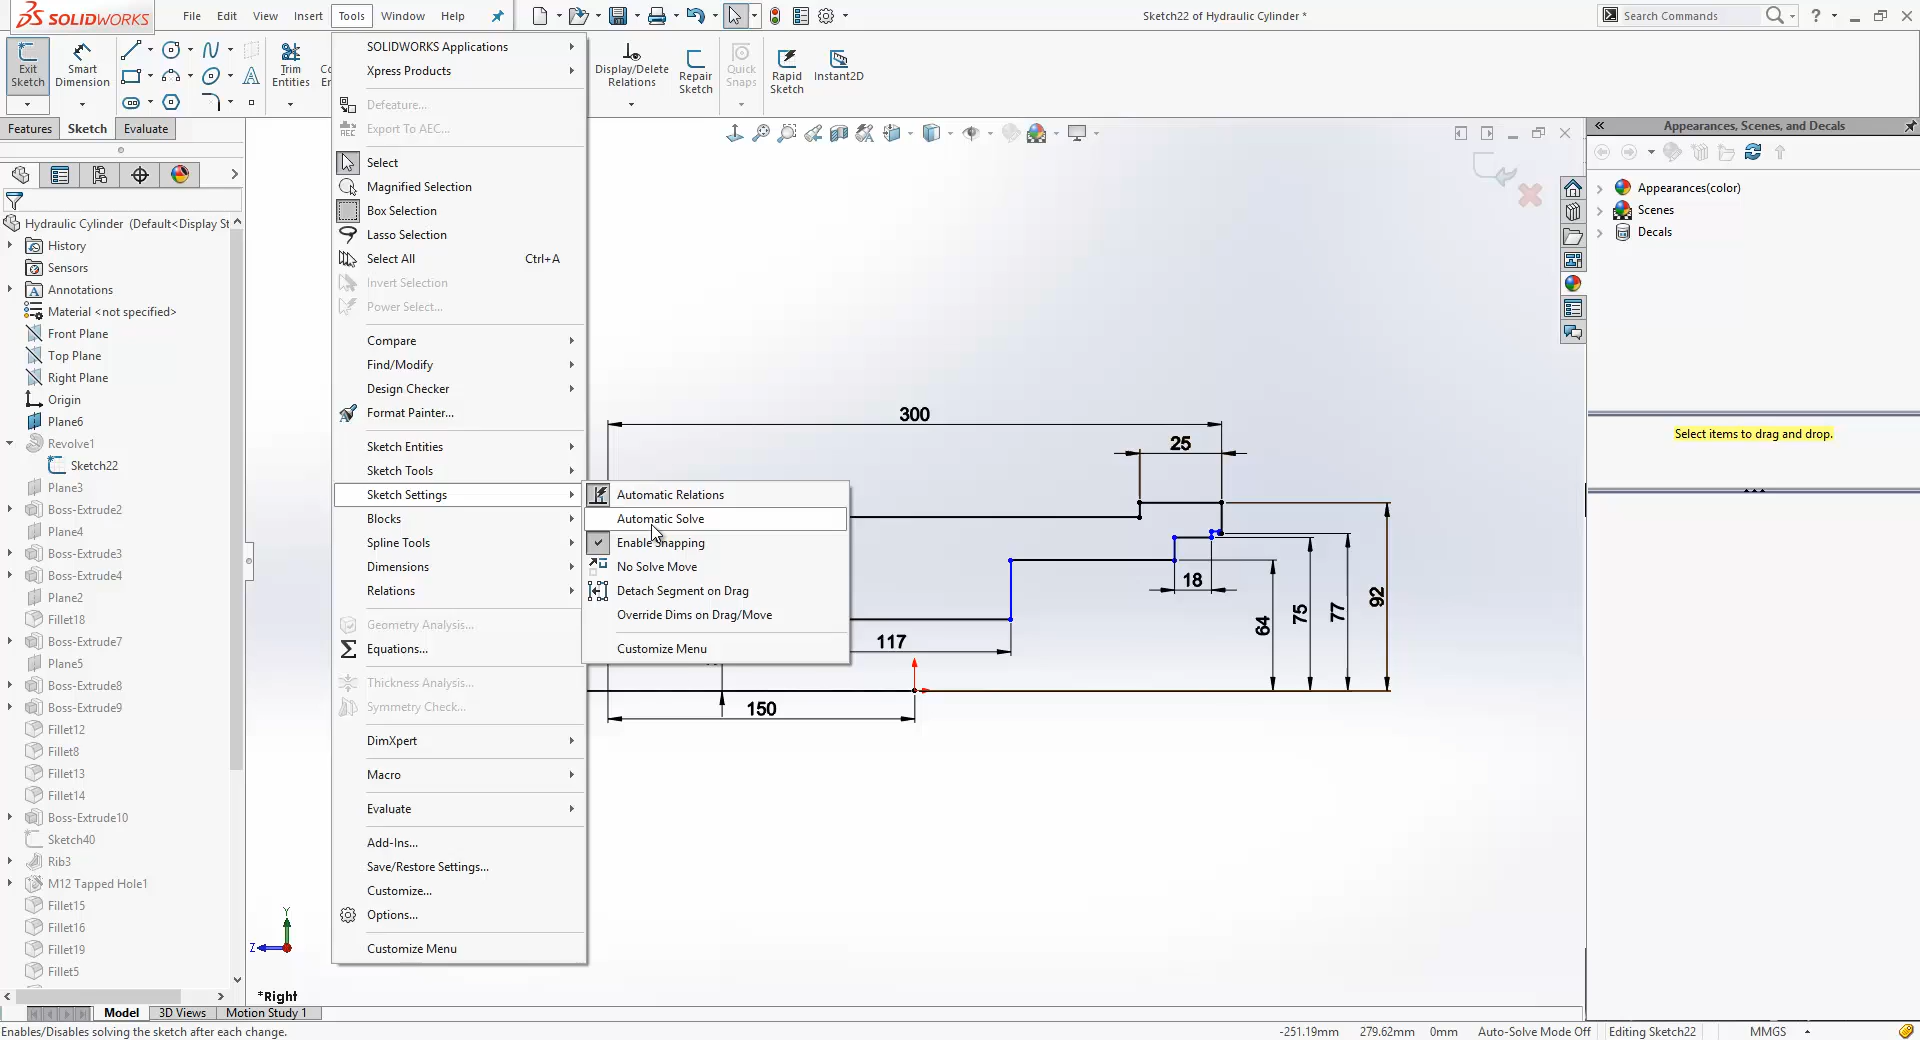 SOLIDWORKS
File Edit View Insert Tools Window Help
Sketch22 of Hydraulic Cylinder *
Search Commands
Exit Sketch
Smart Dimension
Trim Entities
Display/Delete Relations
Repair Sketch
Quick Snaps
Rapid Sketch
Instant2D
Features Sketch Evaluate
Hydraulic Cylinder (Default<Display St
History
Sensors
Annotations
Material <not specified>
Front Plane
Top Plane
Right Plane
Origin
Plane6
Revolve1
Sketch22
Plane3
Boss-Extrude2
Plane4
Boss-Extrude3
Boss-Extrude4
Plane2
Fillet18
Boss-Extrude7
Plane5
Boss-Extrude8
Boss-Extrude9
Fillet12
Fillet8
Fillet13
Fillet14
Boss-Extrude10
Sketch40
Rib3
M12 Tapped Hole1
Fillet15
Fillet16
Fillet19
Fillet5
SOLIDWORKS Applications
Xpress Products
Defeature...
Export To AEC...
Select
Magnified Selection
Box Selection
Lasso Selection
Select All Ctrl+A
Invert Selection
Power Select...
Compare
Find/Modify
Design Checker
Format Painter...
Sketch Entities
Sketch Tools
Sketch Settings
Blocks
Spline Tools
Dimensions
Relations
Geometry Analysis...
Equations...
Thickness Analysis...
Symmetry Check...
DimXpert
Macro
Evaluate
Add-Ins...
Save/Restore Settings...
Customize...
Options...
Customize Menu
Automatic Relations
Automatic Solve
Enable Snapping
No Solve Move
Detach Segment on Drag
Override Dims on Drag/Move
Customize Menu
300
25
18
64
75
77
92
117
150
Y
Z
*Right
Appearances, Scenes, and Decals
Appearances(color)
Scenes
Decals
Select items to drag and drop.
Model 3D Views Motion Study 1
Enables/Disables solving the sketch after each change.
-251.19mm 279.62mm 0mm Auto-Solve Mode Off Editing Sketch22 MMGS